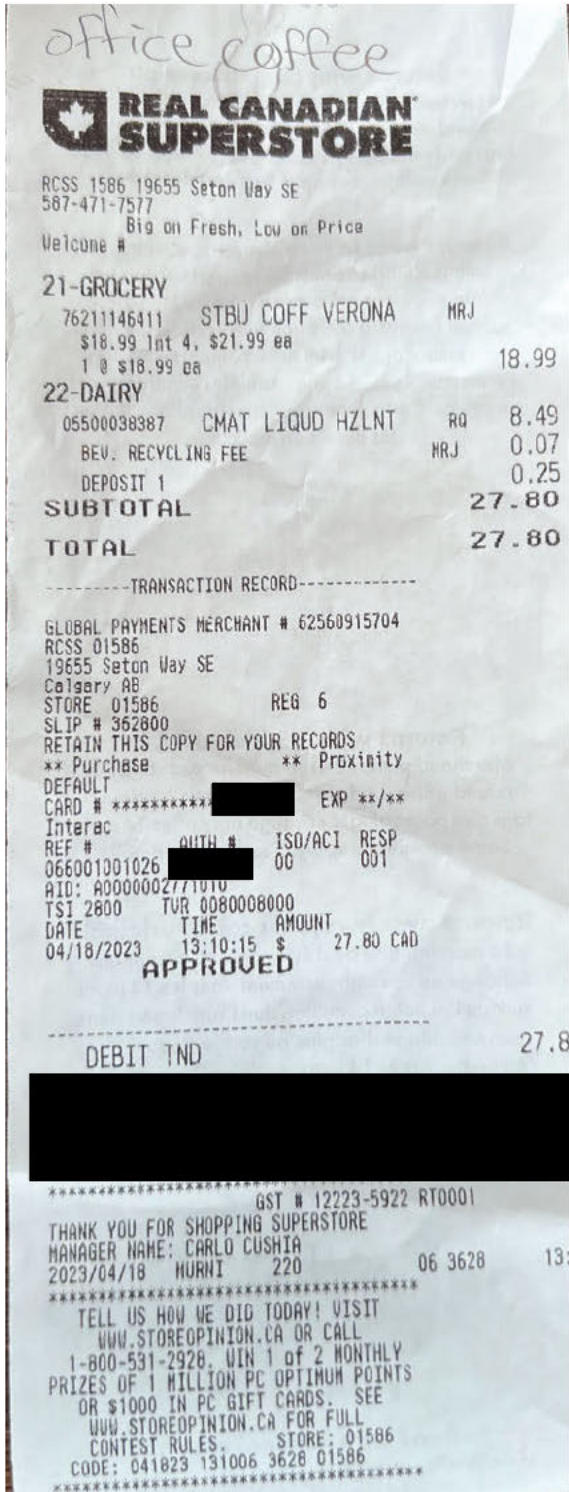 office coffee
REAL CANADIAN
SUPERSTORE
RCSS 1586 19655 Seton Way SE
587-471-7577
Big on Fresh, Low on Price
Welcome #
21-GROCERY
76211146411 STBU COFF VERONA MRJ
$18.99 lmt 4, $21.99 ea
1 @ $18.99 ea 18.99
22-DAIRY
05500038387 CMAT LIQUD HZLNT RQ 8.49
BEV. RECYCLING FEE MRJ 0.07
DEPOSIT 1 0.25
SUBTOTAL 27.80
TOTAL 27.80
---------TRANSACTION RECORD-------------
GLOBAL PAYMENTS MERCHANT # 62560915704
RCSS 01586
19655 Seton Way SE
Calgary AB
STORE 01586 REG 6
SLIP # 362800
RETAIN THIS COPY FOR YOUR RECORDS
** Purchase ** Proximity
DEFAULT
CARD # *********** EXP **/**
Interac
REF # AUTH # ISO/ACI RESP
066001001026 00 001
AID: A0000002771010
TSI 2800 TVR 0080008000
DATE TIME AMOUNT
04/18/2023 13:10:15 $ 27.80 CAD
APPROVED
----------------------------------------
DEBIT TND 27.8
****************************************
GST # 12223-5922 RT0001
THANK YOU FOR SHOPPING SUPERSTORE
MANAGER NAME: CARLO CUSHIA
2023/04/18 MURNI 220 06 3628 13:
****************************************
TELL US HOW WE DID TODAY! VISIT
WWW.STOREOPINION.CA OR CALL
1-800-531-2928. WIN 1 of 2 MONTHLY
PRIZES OF 1 MILLION PC OPTIMUM POINTS
OR $1000 IN PC GIFT CARDS. SEE
WWW.STOREOPINION.CA FOR FULL
CONTEST RULES. STORE: 01586
CODE: 041823 131006 3628 01586
****************************************